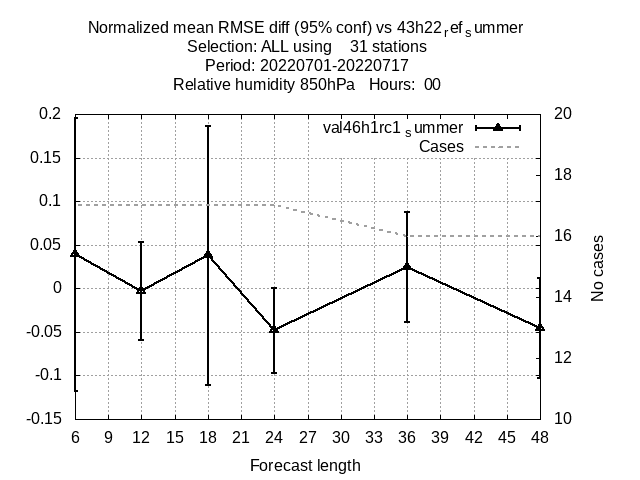 Normalized mean RMSE diff (95% conf) vs 43h22ref summer
Selection: ALL using 31 stations
Period: 20220701-20220717
Relative humidity 850hPa Hours: 00
val46h1rc1summer
Cases
0.2
0.15
0.1
0.05
0
-0.05
-0.1
-0.15
20
18
16
14
12
10
No cases
6 9 12 15 18 21 24 27 30 33 36 39 42 45 48
Forecast length